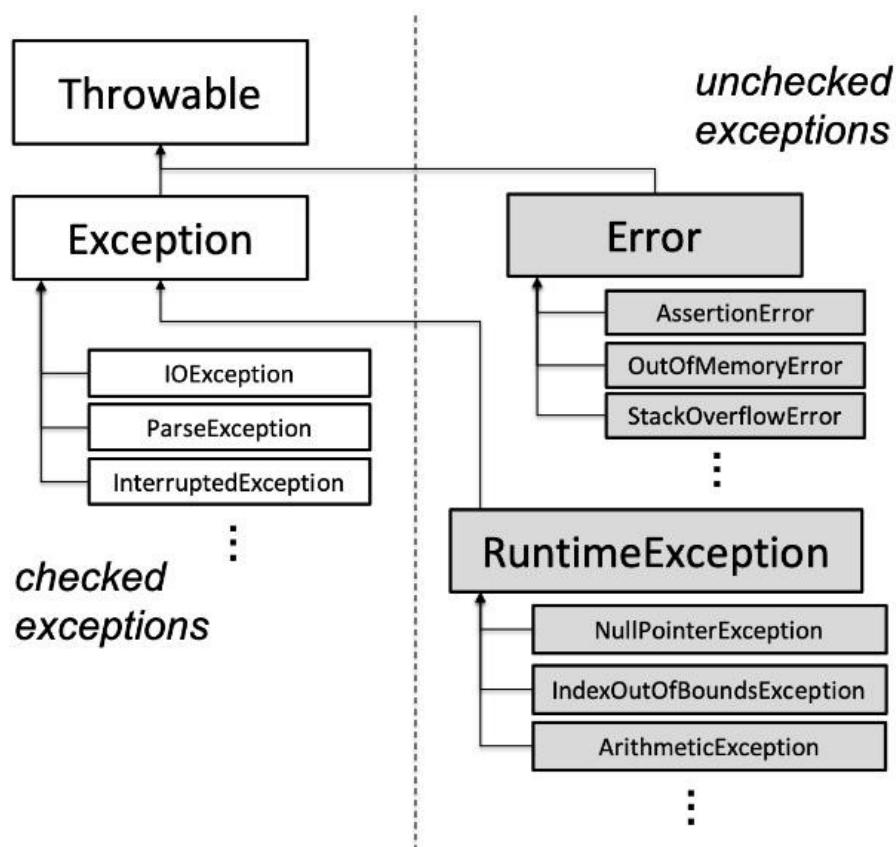 Throwable
unchecked
exceptions
Exception
Error
AssertionError
IOException
OutOfMemoryError
ParseException
StackOverflowError
InterruptedException
checked
exceptions
RuntimeException
NullPointerException
IndexOutOfBoundsException
ArithmeticException